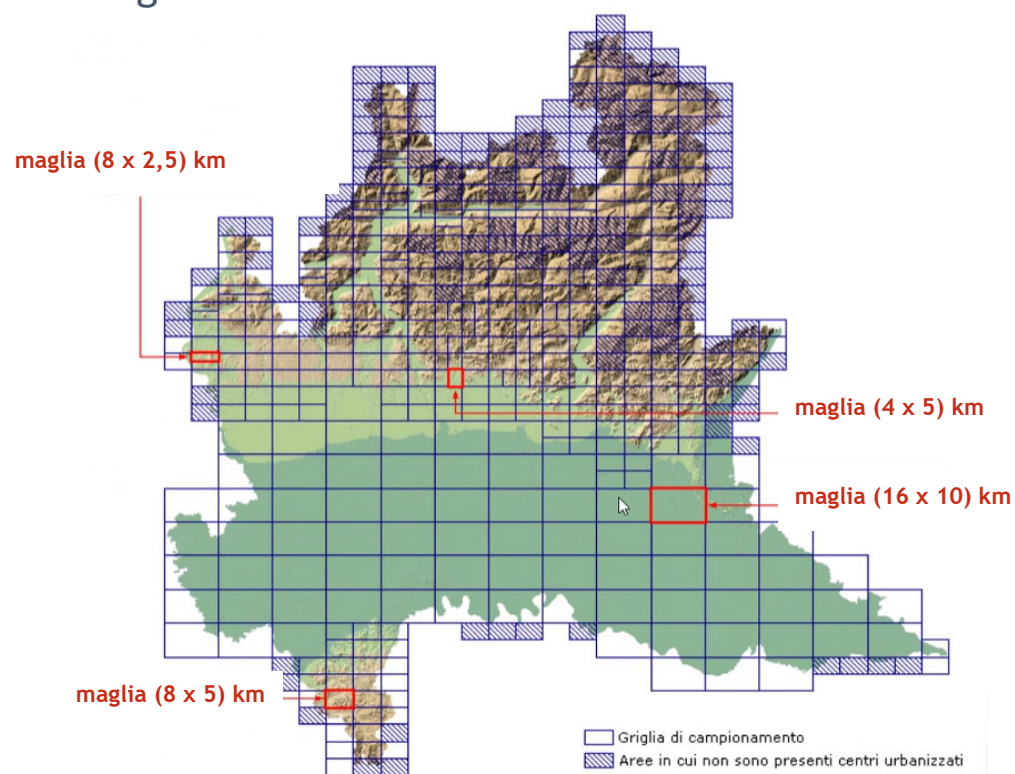 maglia (8 x 2,5) km
maglia (4 x 5) km
maglia (16 x 10) km
maglia (8 x 5) km
Griglia di campionamento
Aree in cui non sono presenti centri urbanizzati